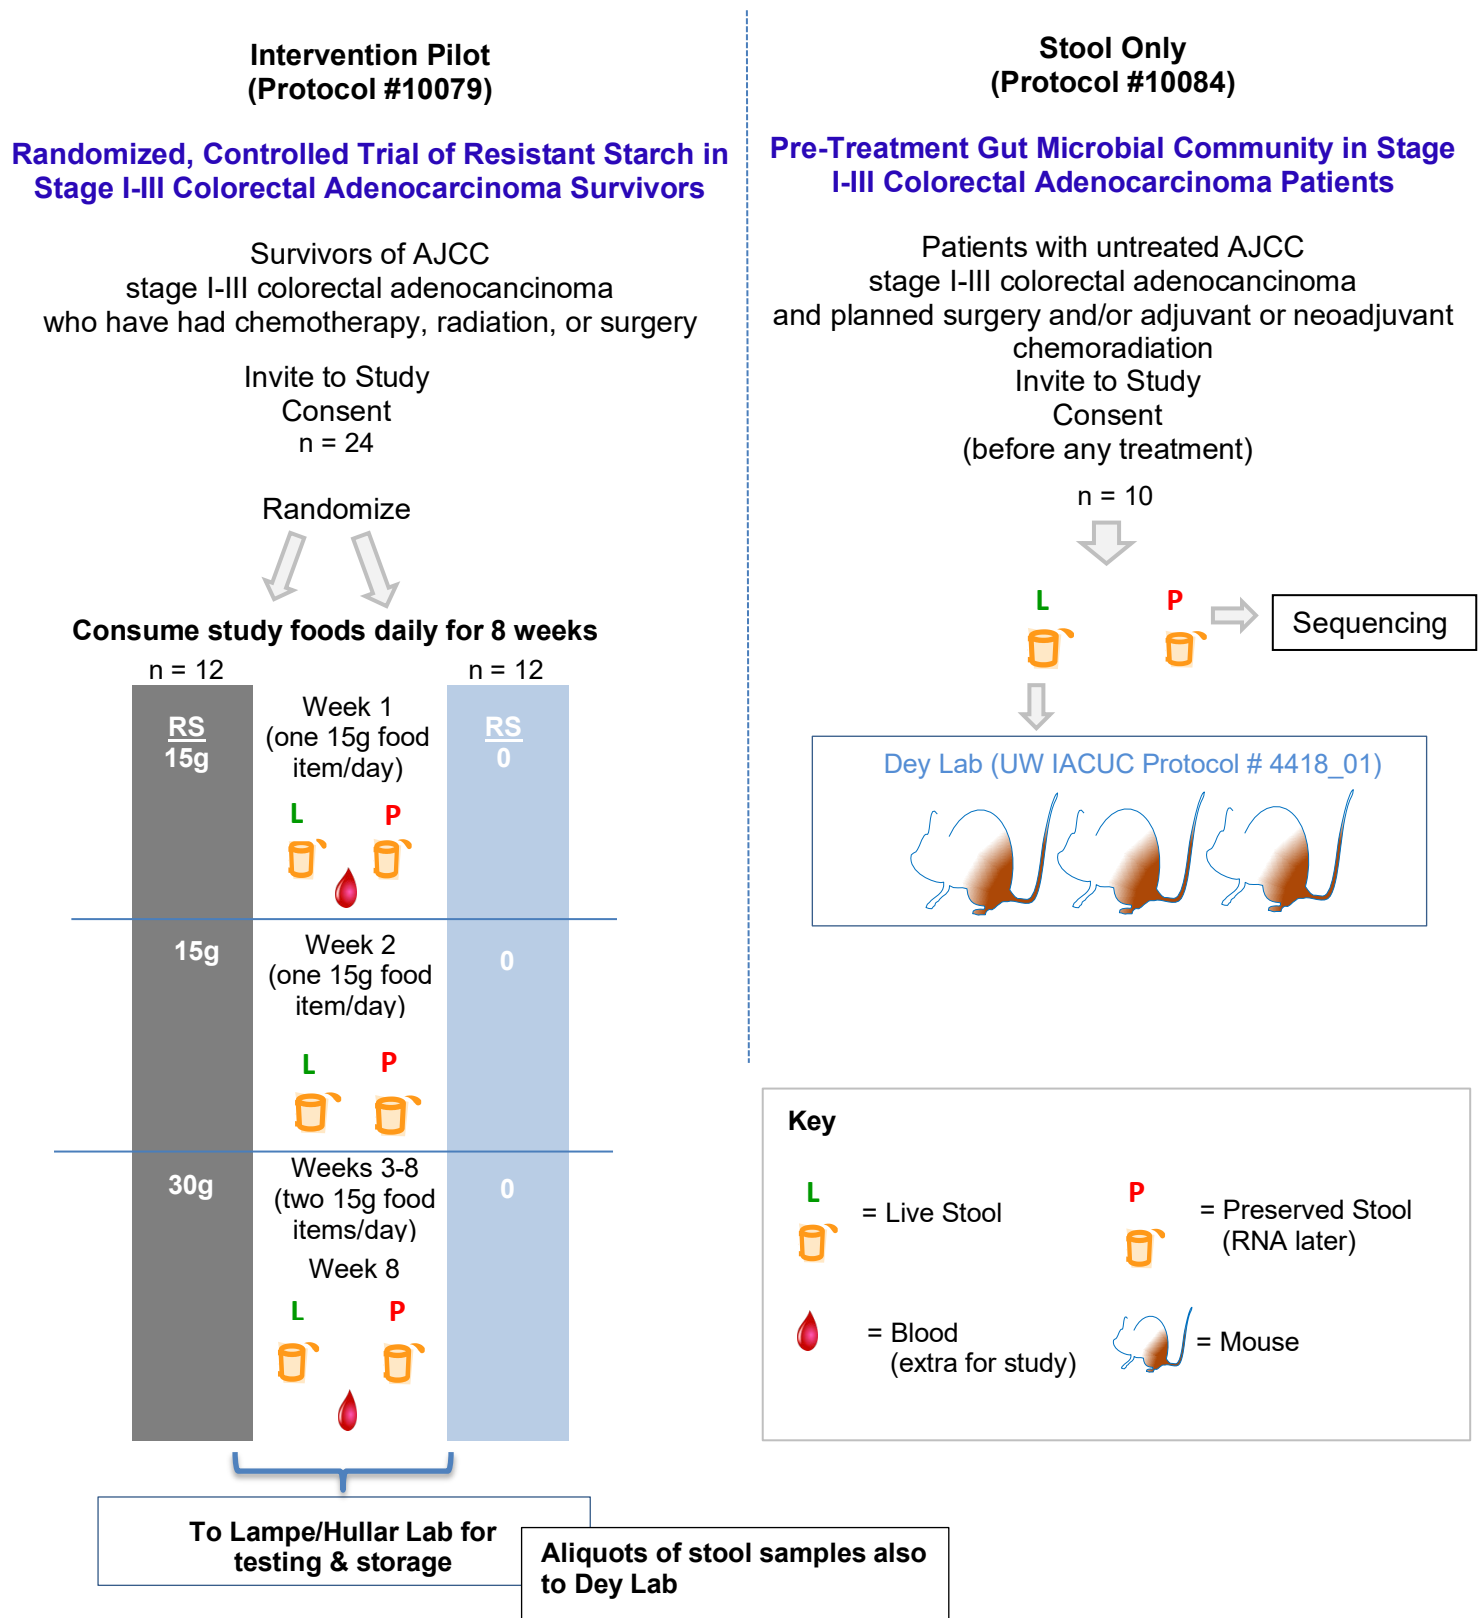 Intervention Pilot
(Protocol #10079)
Randomized, Controlled Trial of Resistant Starch in
Stage I-III Colorectal Adenocarcinoma Survivors
Survivors of AJCC
stage I-III colorectal adenocancinoma
who have had chemotherapy, radiation, or surgery
Invite to Study
Consent
n = 24
Randomize
Consume study foods daily for 8 weeks
n = 12
n = 12
RS
15g
Week 1
(one 15g food
item/day)
RS
0
L
P
15g
Week 2
(one 15g food
item/day)
0
L
P
30g
Weeks 3-8
(two 15g food
items/day)
0
Week 8
L
P
To Lampe/Hullar Lab for
testing & storage
Aliquots of stool samples also
to Dey Lab
Stool Only
(Protocol #10084)
Pre-Treatment Gut Microbial Community in Stage
I-III Colorectal Adenocarcinoma Patients
Patients with untreated AJCC
stage I-III colorectal adenocancinoma
and planned surgery and/or adjuvant or neoadjuvant
chemoradiation
Invite to Study
Consent
(before any treatment)
n = 10
L
P
Sequencing
Dey Lab (UW IACUC Protocol # 4418_01)
Key
L
= Live Stool
P
= Preserved Stool
(RNA later)
= Blood
(extra for study)
= Mouse